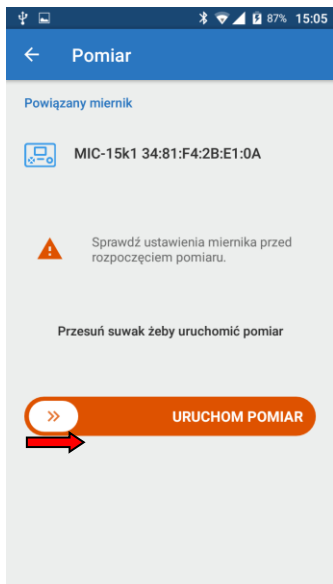 87% 15:05
Pomiar
Powiązany miernik
MIC-15k1 34:81:F4:2B:E1:0A
Sprawdź ustawienia miernika przed
rozpoczęciem pomiaru.
Przesuń suwak żeby uruchomić pomiar
URUCHOM POMIAR